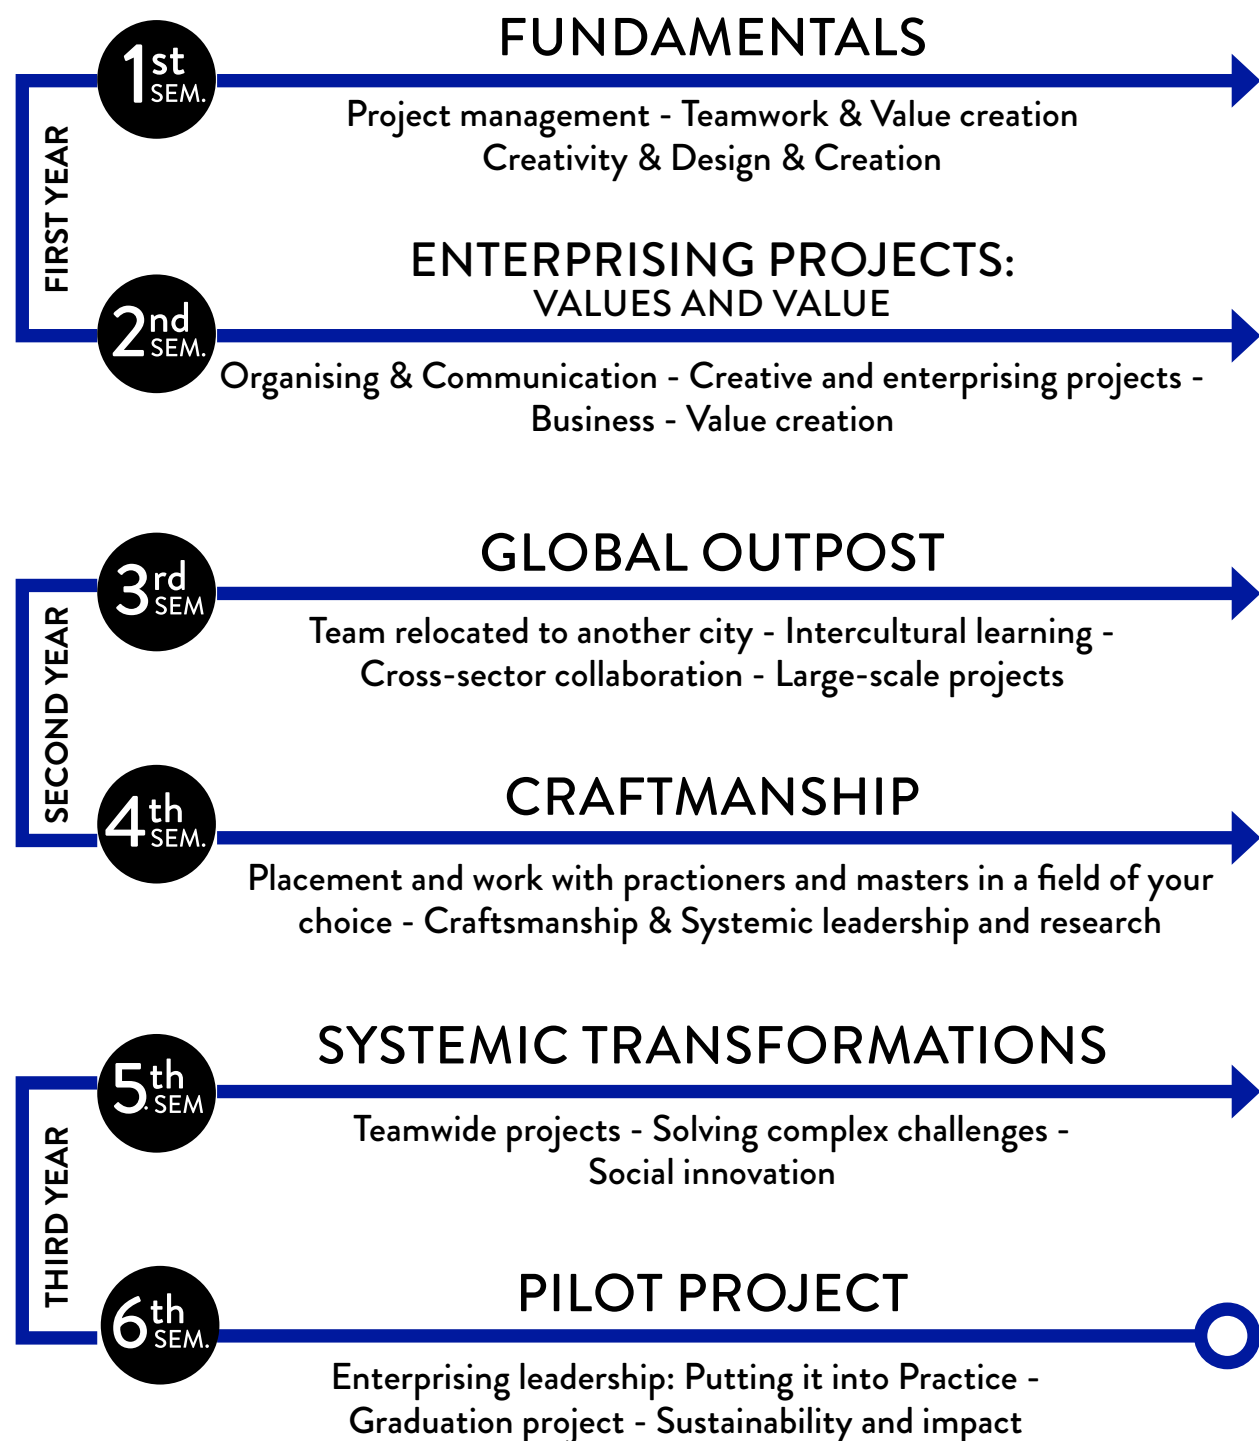 FUNDAMENTALS
1st SEM.
Project management - Teamwork & Value creation
Creativity & Design & Creation
FIRST YEAR
ENTERPRISING PROJECTS:
VALUES AND VALUE
2nd SEM.
Organising & Communication - Creative and enterprising projects -
Business - Value creation
GLOBAL OUTPOST
3rd SEM
Team relocated to another city - Intercultural learning -
Cross-sector collaboration - Large-scale projects
SECOND YEAR
CRAFTMANSHIP
4th SEM.
Placement and work with practioners and masters in a field of your
choice - Craftsmanship & Systemic leadership and research
SYSTEMIC TRANSFORMATIONS
5.th SEM
Teamwide projects - Solving complex challenges -
Social innovation
THIRD YEAR
PILOT PROJECT
6th SEM.
Enterprising leadership: Putting it into Practice -
Graduation project - Sustainability and impact